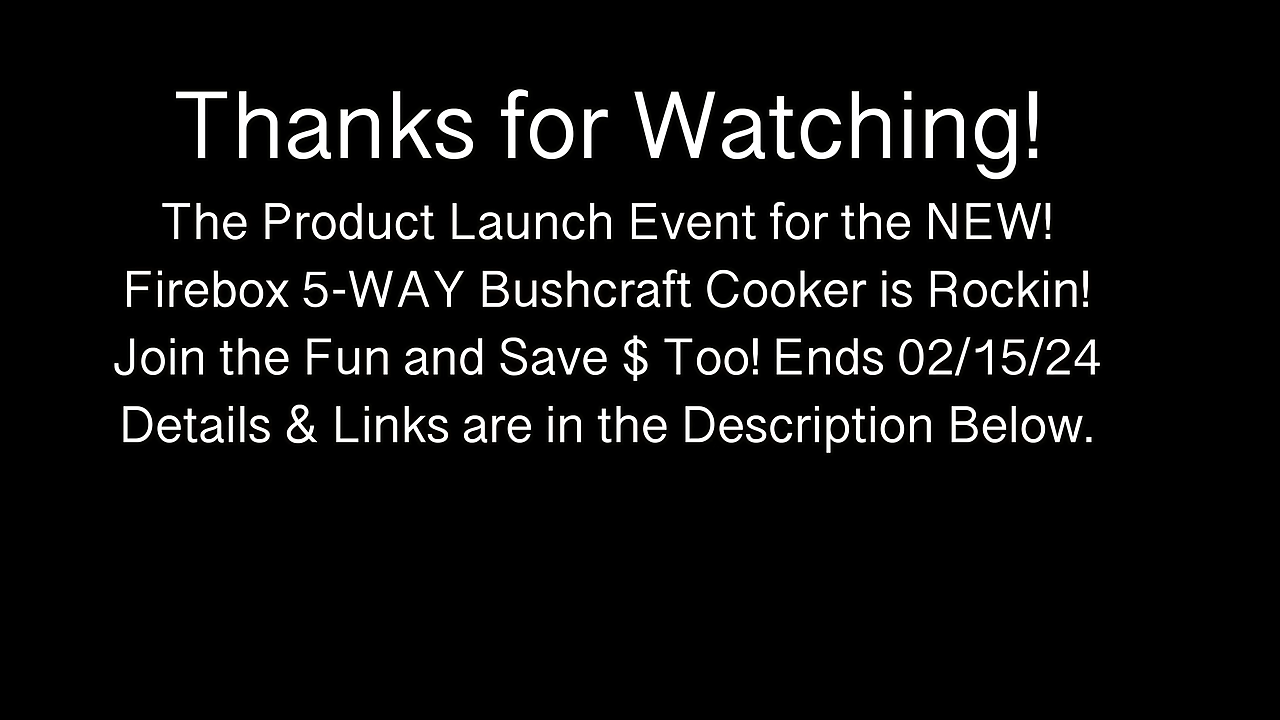 Thanks for Watching!
The Product Launch Event for the NEW!
Firebox 5-WAY Bushcraft Cooker is Rockin!
Join the Fun and Save $ Too! Ends 02/15/24
Details & Links are in the Description Below.